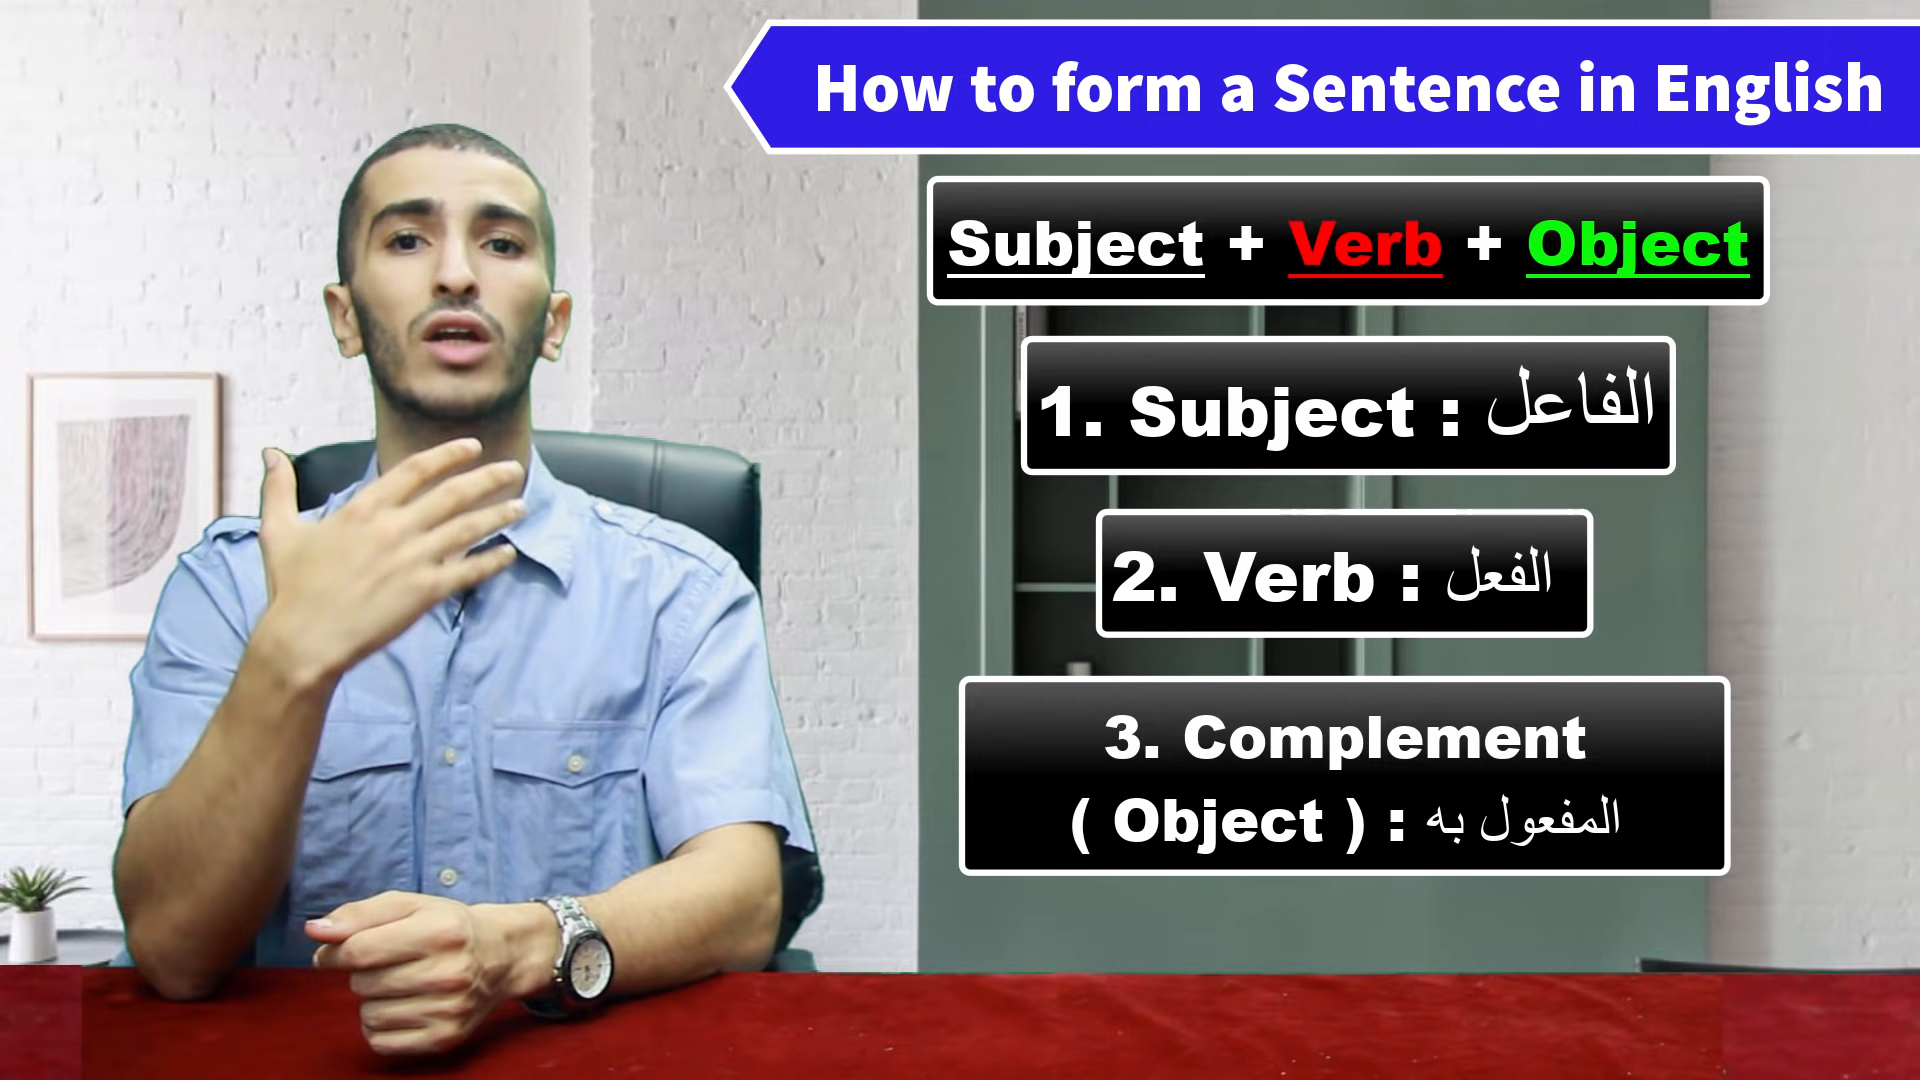 How to form a Sentence in English
Subject + Verb + Object
1. Subject : الفاعل
2. Verb : الفعل
3. Complement
( Object ) : المفعول به